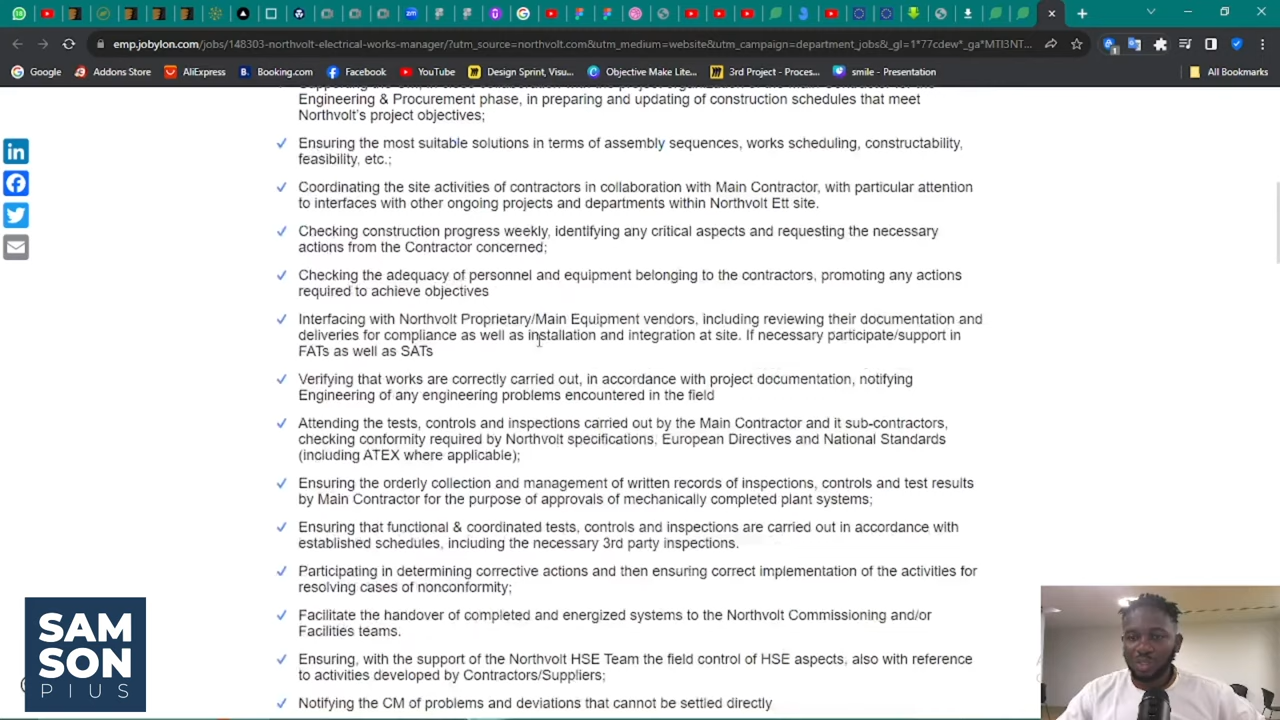 emp.jobylon.com/jobs/148303-northvolt-electrical-works-manager/?utm_source=northvolt.com&utm_medium=website&utm_campaign=department_jobs&_gl=1*77cdew*_ga*MTI3NT...
Google
Addons Store
AliExpress
Booking.com
Facebook
YouTube
Design Sprint, Visu...
Objective Make Lite...
3rd Project - Proces...
smile - Presentation
All Bookmarks
Engineering & Procurement phase, in preparing and updating of construction schedules that meet
Northvolt's project objectives;
Ensuring the most suitable solutions in terms of assembly sequences, works scheduling, constructability,
feasibility, etc.;
Coordinating the site activities of contractors in collaboration with Main Contractor, with particular attention
to interfaces with other ongoing projects and departments within Northvolt Ett site.
Checking construction progress weekly, identifying any critical aspects and requesting the necessary
actions from the Contractor concerned;
Checking the adequacy of personnel and equipment belonging to the contractors, promoting any actions
required to achieve objectives
Interfacing with Northvolt Proprietary/Main Equipment vendors, including reviewing their documentation and
deliveries for compliance as well as installation and integration at site. If necessary participate/support in
FATs as well as SATs
Verifying that works are correctly carried out, in accordance with project documentation, notifying
Engineering of any engineering problems encountered in the field
Attending the tests, controls and inspections carried out by the Main Contractor and it sub-contractors,
checking conformity required by Northvolt specifications, European Directives and National Standards
(including ATEX where applicable);
Ensuring the orderly collection and management of written records of inspections, controls and test results
by Main Contractor for the purpose of approvals of mechanically completed plant systems;
Ensuring that functional & coordinated tests, controls and inspections are carried out in accordance with
established schedules, including the necessary 3rd party inspections.
Participating in determining corrective actions and then ensuring correct implementation of the activities for
resolving cases of nonconformity;
Facilitate the handover of completed and energized systems to the Northvolt Commissioning and/or
Facilities teams.
Ensuring, with the support of the Northvolt HSE Team the field control of HSE aspects, also with reference
to activities developed by Contractors/Suppliers;
Notifying the CM of problems and deviations that cannot be settled directly
SAM
SON
PIUS